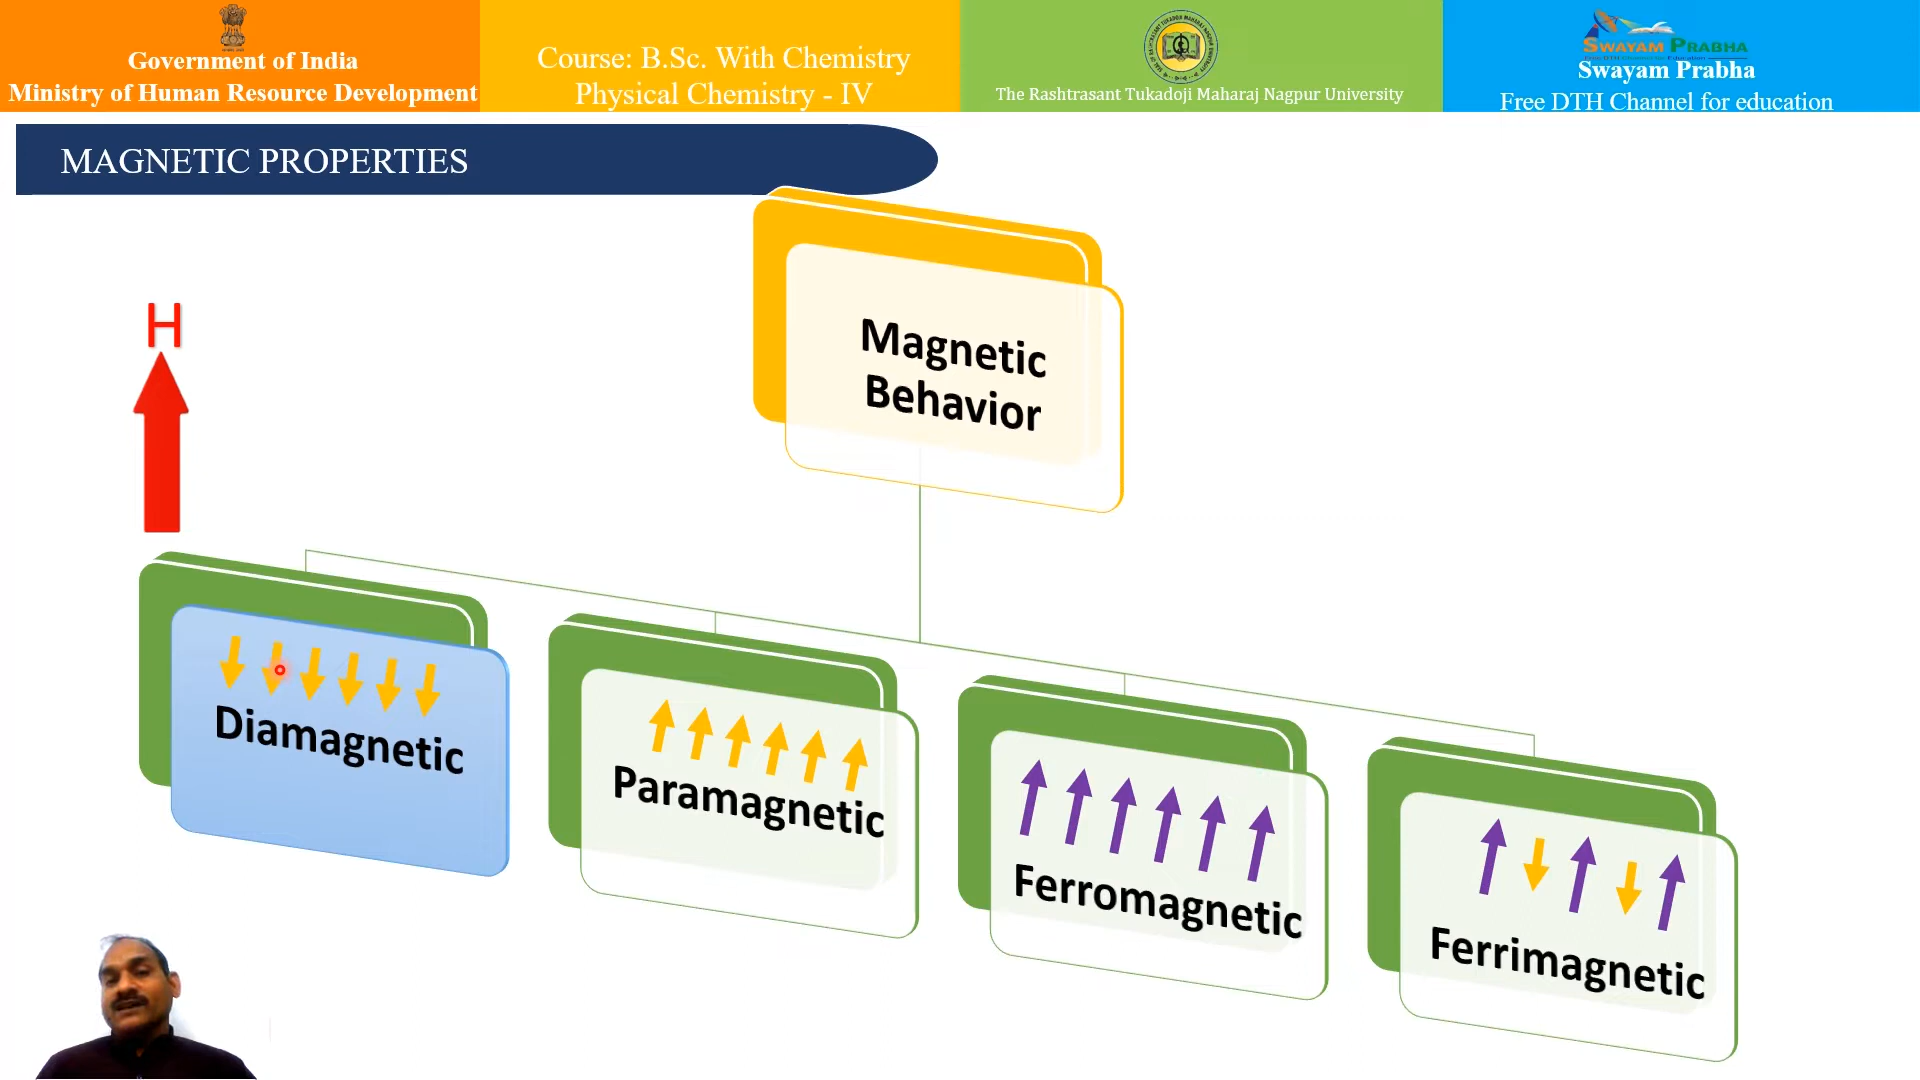 Government of India
Ministry of Human Resource Development
Course: B.Sc. With Chemistry
Physical Chemistry - IV
The Rashtrasant Tukadoji Maharaj Nagpur University
SWAYAM PRABHA
Swayam Prabha
Free DTH Channel for education
MAGNETIC PROPERTIES
Magnetic
Behavior
H
Diamagnetic
Paramagnetic
Ferromagnetic
Ferrimagnetic